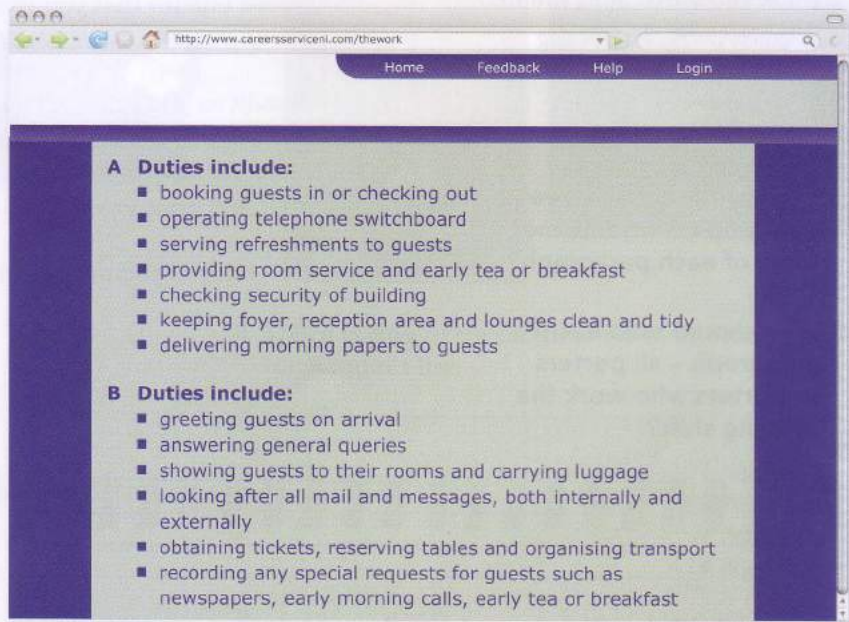 http://www.careersserviceni.com/thework
Home Feedback Help Login
A Duties include:
■ booking guests in or checking out
■ operating telephone switchboard
■ serving refreshments to guests
■ providing room service and early tea or breakfast
■ checking security of building
■ keeping foyer, reception area and lounges clean and tidy
■ delivering morning papers to guests
B Duties include:
■ greeting guests on arrival
■ answering general queries
■ showing guests to their rooms and carrying luggage
■ looking after all mail and messages, both internally and
externally
■ obtaining tickets, reserving tables and organising transport
■ recording any special requests for guests such as
newspapers, early morning calls, early tea or breakfast